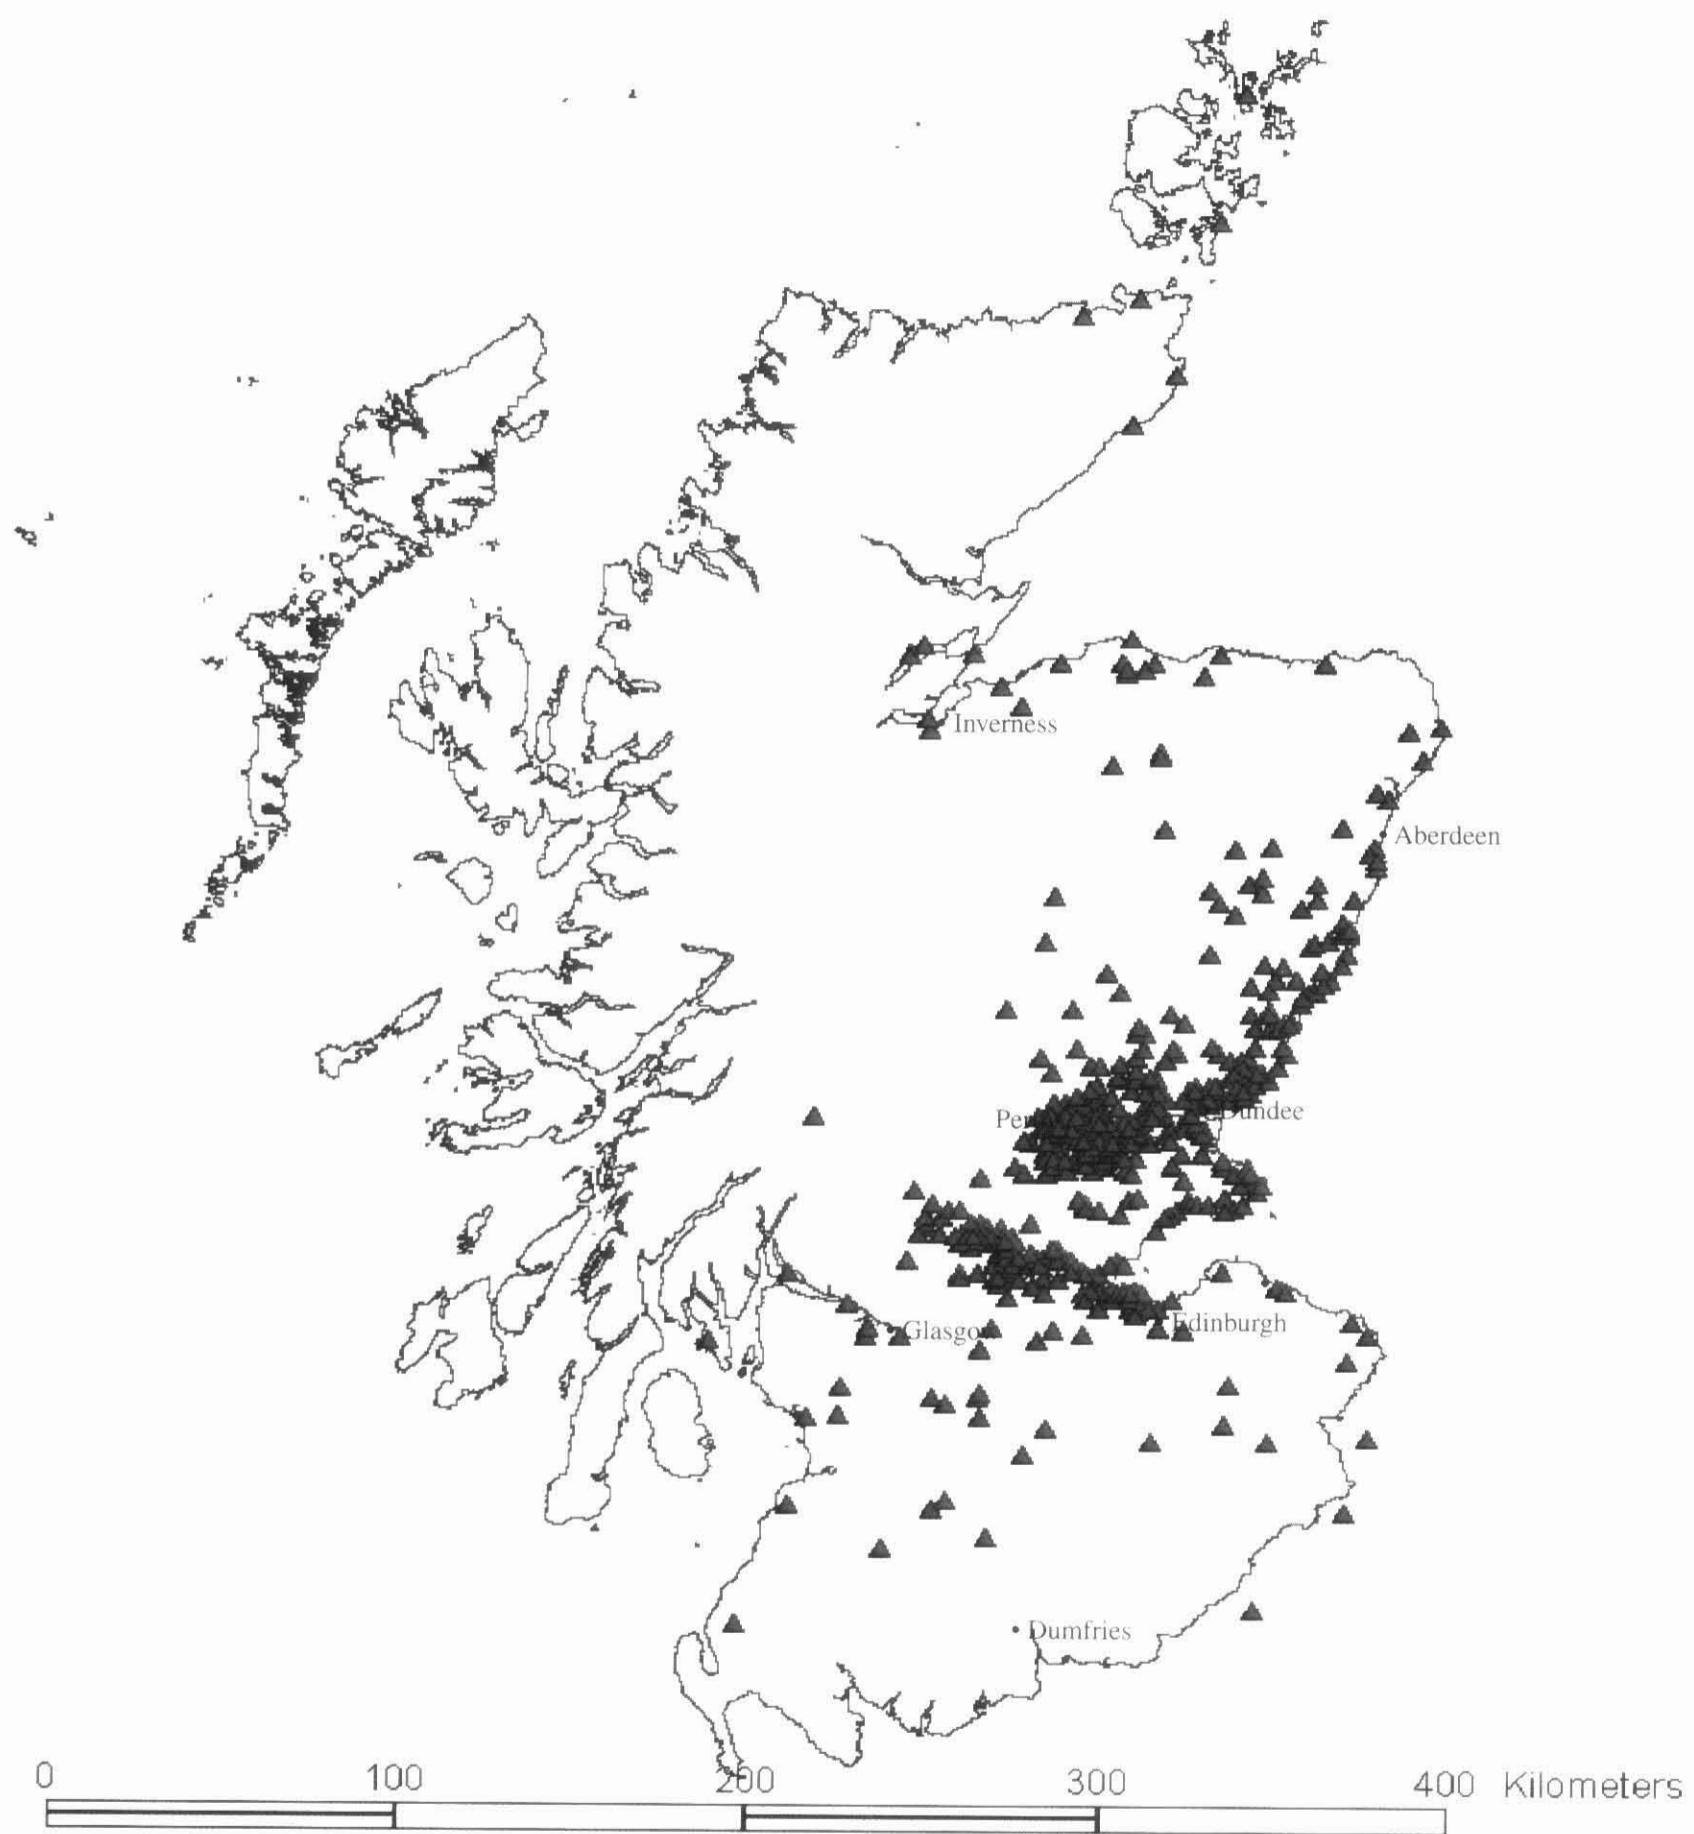 Inverness
Aberdeen
Dundee
Glasgow
Edinburgh
Dumfries
0 100 200 300 400 Kilometers